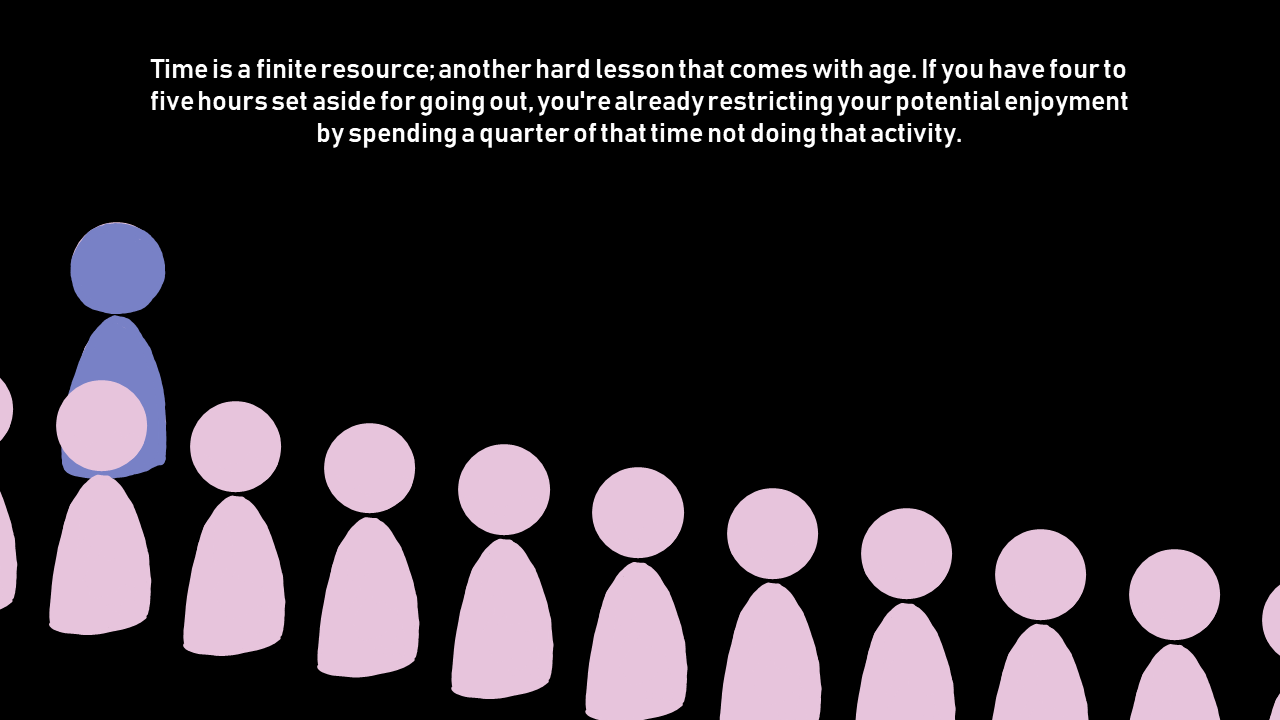 Time is a finite resource; another hard lesson that comes with age. If you have four to
five hours set aside for going out, you're already restricting your potential enjoyment
by spending a quarter of that time not doing that activity.